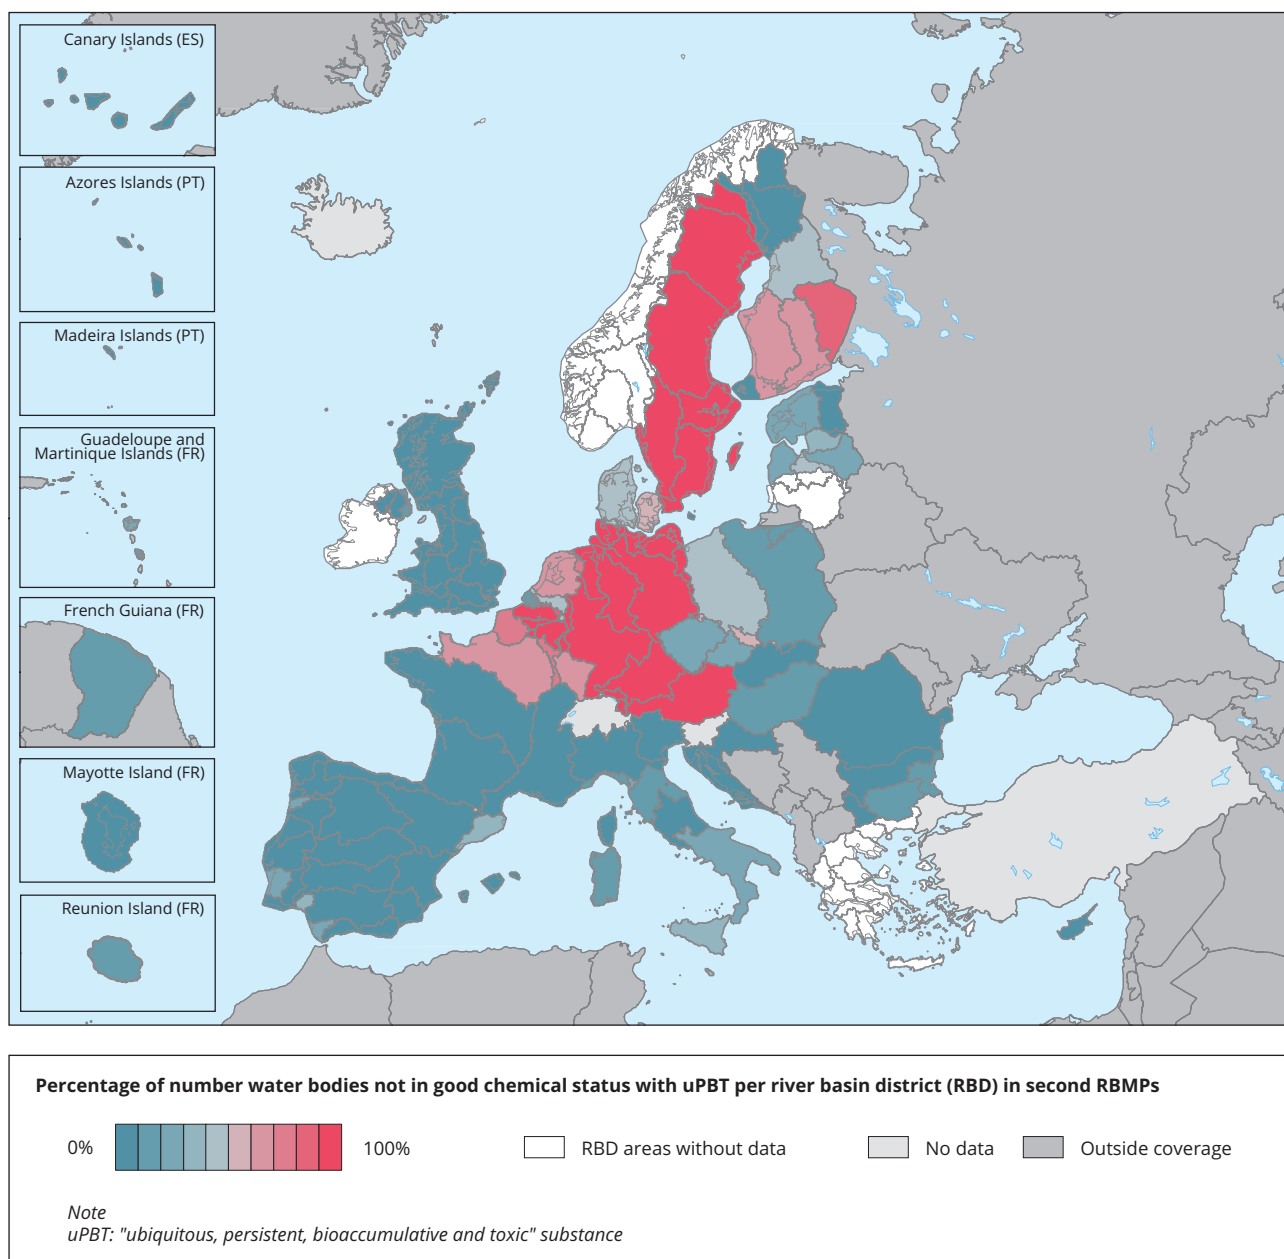 Canary Islands (ES)
Azores Islands (PT)
Madeira Islands (PT)
Guadeloupe and
Martinique Islands (FR)
French Guiana (FR)
Mayotte Island (FR)
Reunion Island (FR)
Percentage of number water bodies not in good chemical status with uPBT per river basin district (RBD) in second RBMPs
0% 100% RBD areas without data No data Outside coverage
Note
uPBT: "ubiquitous, persistent, bioaccumulative and toxic" substance